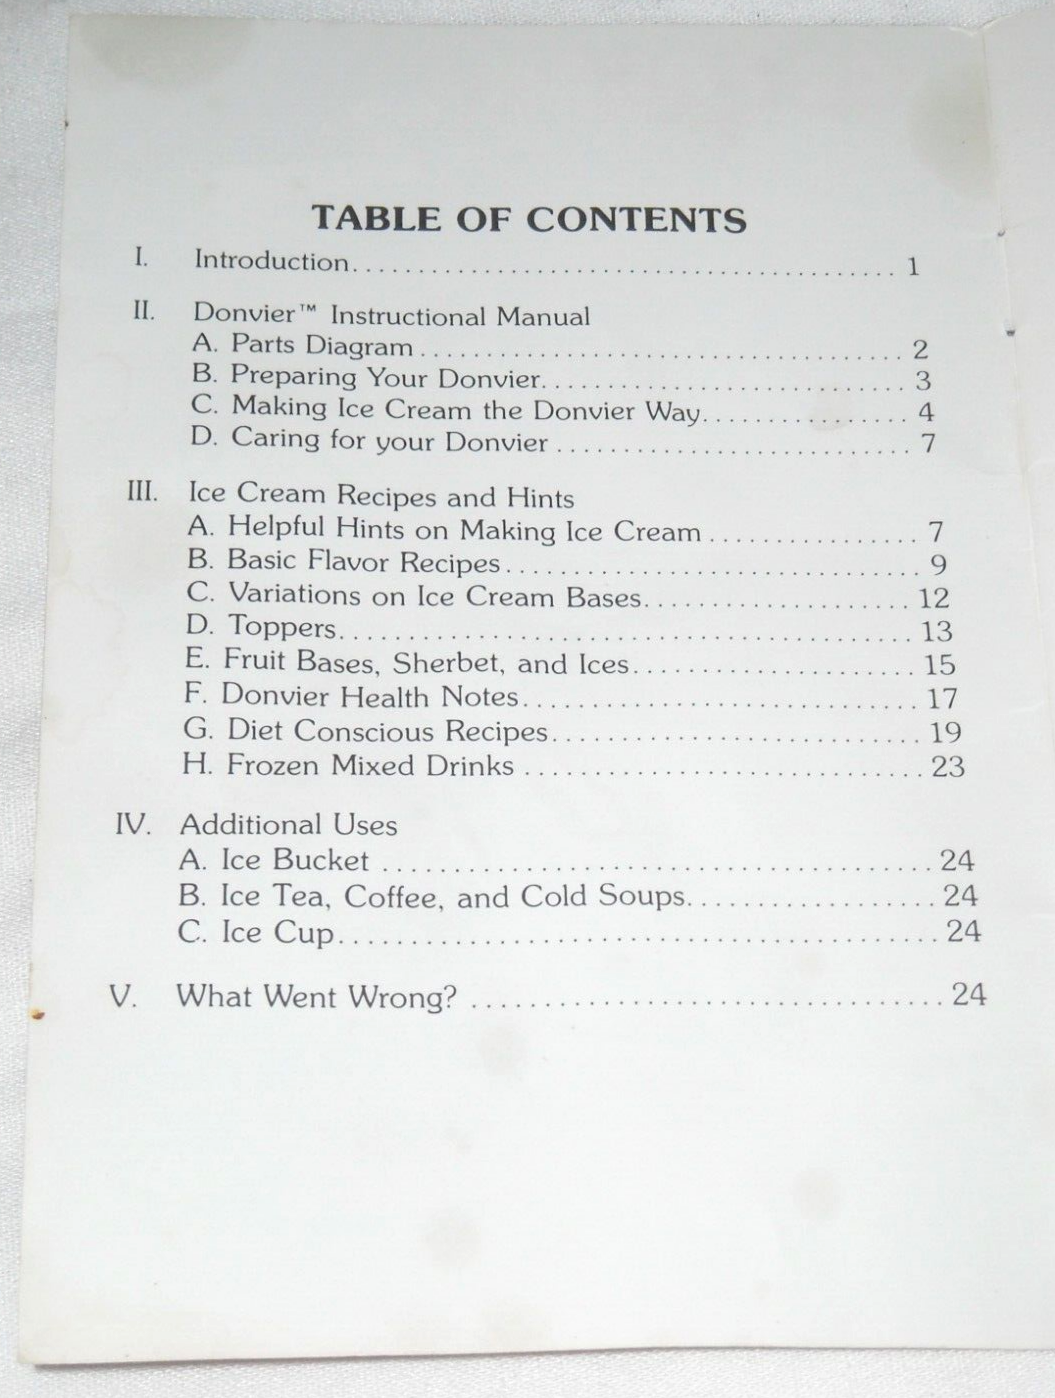 TABLE OF CONTENTS
I. Introduction........................................ 1
II. Donvier™ Instructional Manual
A. Parts Diagram.................................... 2
B. Preparing Your Donvier........................... 3
C. Making Ice Cream the Donvier Way................ 4
D. Caring for your Donvier........................... 7
III. Ice Cream Recipes and Hints
A. Helpful Hints on Making Ice Cream................ 7
B. Basic Flavor Recipes............................... 9
C. Variations on Ice Cream Bases.................... 12
D. Toppers.......................................... 13
E. Fruit Bases, Sherbet, and Ices..................... 15
F. Donvier Health Notes.............................. 17
G. Diet Conscious Recipes........................... 19
H. Frozen Mixed Drinks.............................. 23
IV. Additional Uses
A. Ice Bucket....................................... 24
B. Ice Tea, Coffee, and Cold Soups.................. 24
C. Ice Cup.......................................... 24
V. What Went Wrong?................................. 24